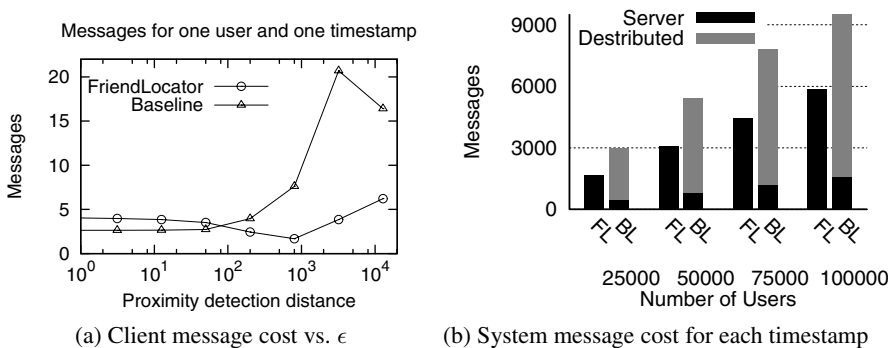 Messages for one user and one timestamp
FriendLocator
Baseline
Messages
20
15
10
5
0
10^0 10^1 10^2 10^3 10^4
Proximity detection distance
(a) Client message cost vs. ϵ
Server
Destributed
Messages
9000
6000
3000
0
FL BL FL BL FL BL FL BL
25000 50000 75000 100000
Number of Users
(b) System message cost for each timestamp